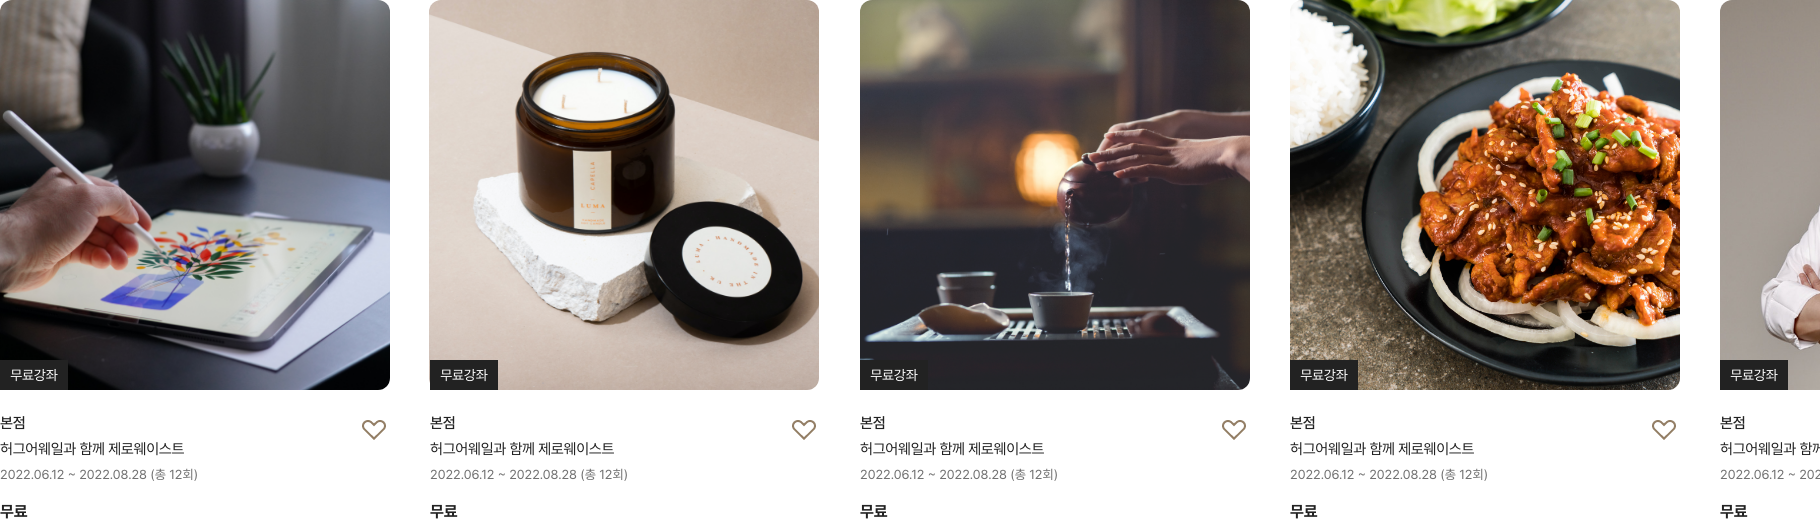 CAPELLA
LUMA
무료강좌
본점
허그어웨일과 함께 제로웨이스트
2022.06.12 ~ 2022.08.28 (총 12회)
무료
무료강좌
본점
허그어웨일과 함께 제로웨이스트
2022.06.12 ~ 2022.08.28 (총 12회)
무료
무료강좌
본점
허그어웨일과 함께 제로웨이스트
2022.06.12 ~ 2022.08.28 (총 12회)
무료
무료강좌
본점
허그어웨일과 함께 제로웨이스트
2022.06.12 ~ 2022.08.28 (총 12회)
무료
무료강좌
본점
허그어웨일과 함
2022.06.12 ~ 202
무료